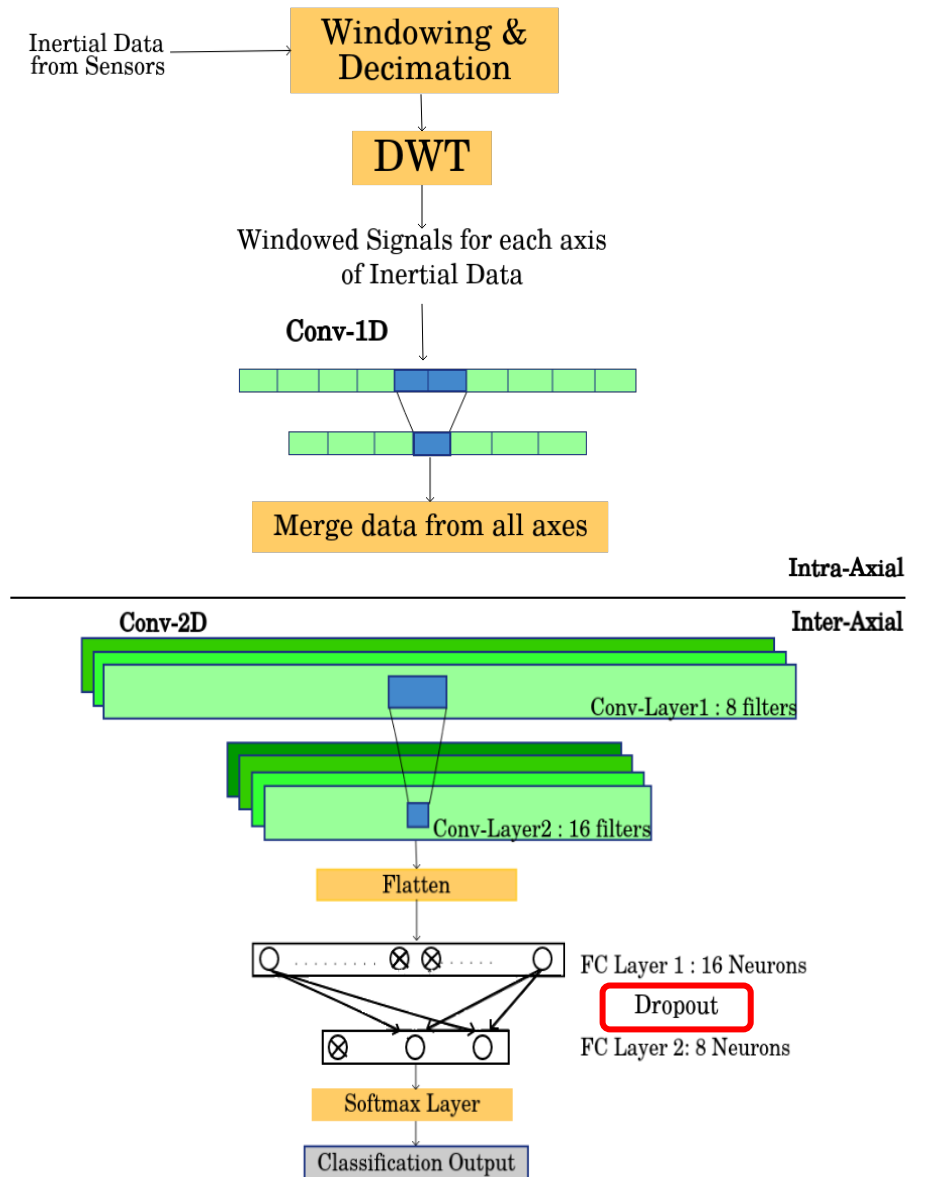 Inertial Data
from Sensors
Windowing &
Decimation
DWT
Windowed Signals for each axis
of Inertial Data
Conv-1D
Merge data from all axes
Intra-Axial
Inter-Axial
Conv-2D
Conv-Layer1 : 8 filters
Conv-Layer2 : 16 filters
Flatten
FC Layer 1 : 16 Neurons
Dropout
FC Layer 2: 8 Neurons
Softmax Layer
Classification Output